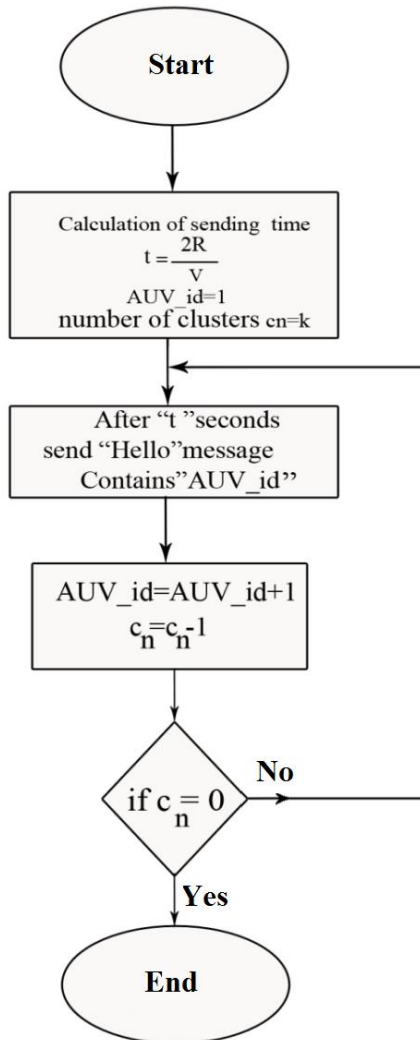 Start
Calculation of sending time
t = 2R
V
AUV_id=1
number of clusters cn=k
After “t ”seconds
send “Hello”message
Contains”AUV_id”
AUV_id=AUV_id+1
cn=cn-1
if cn = 0
No
Yes
End